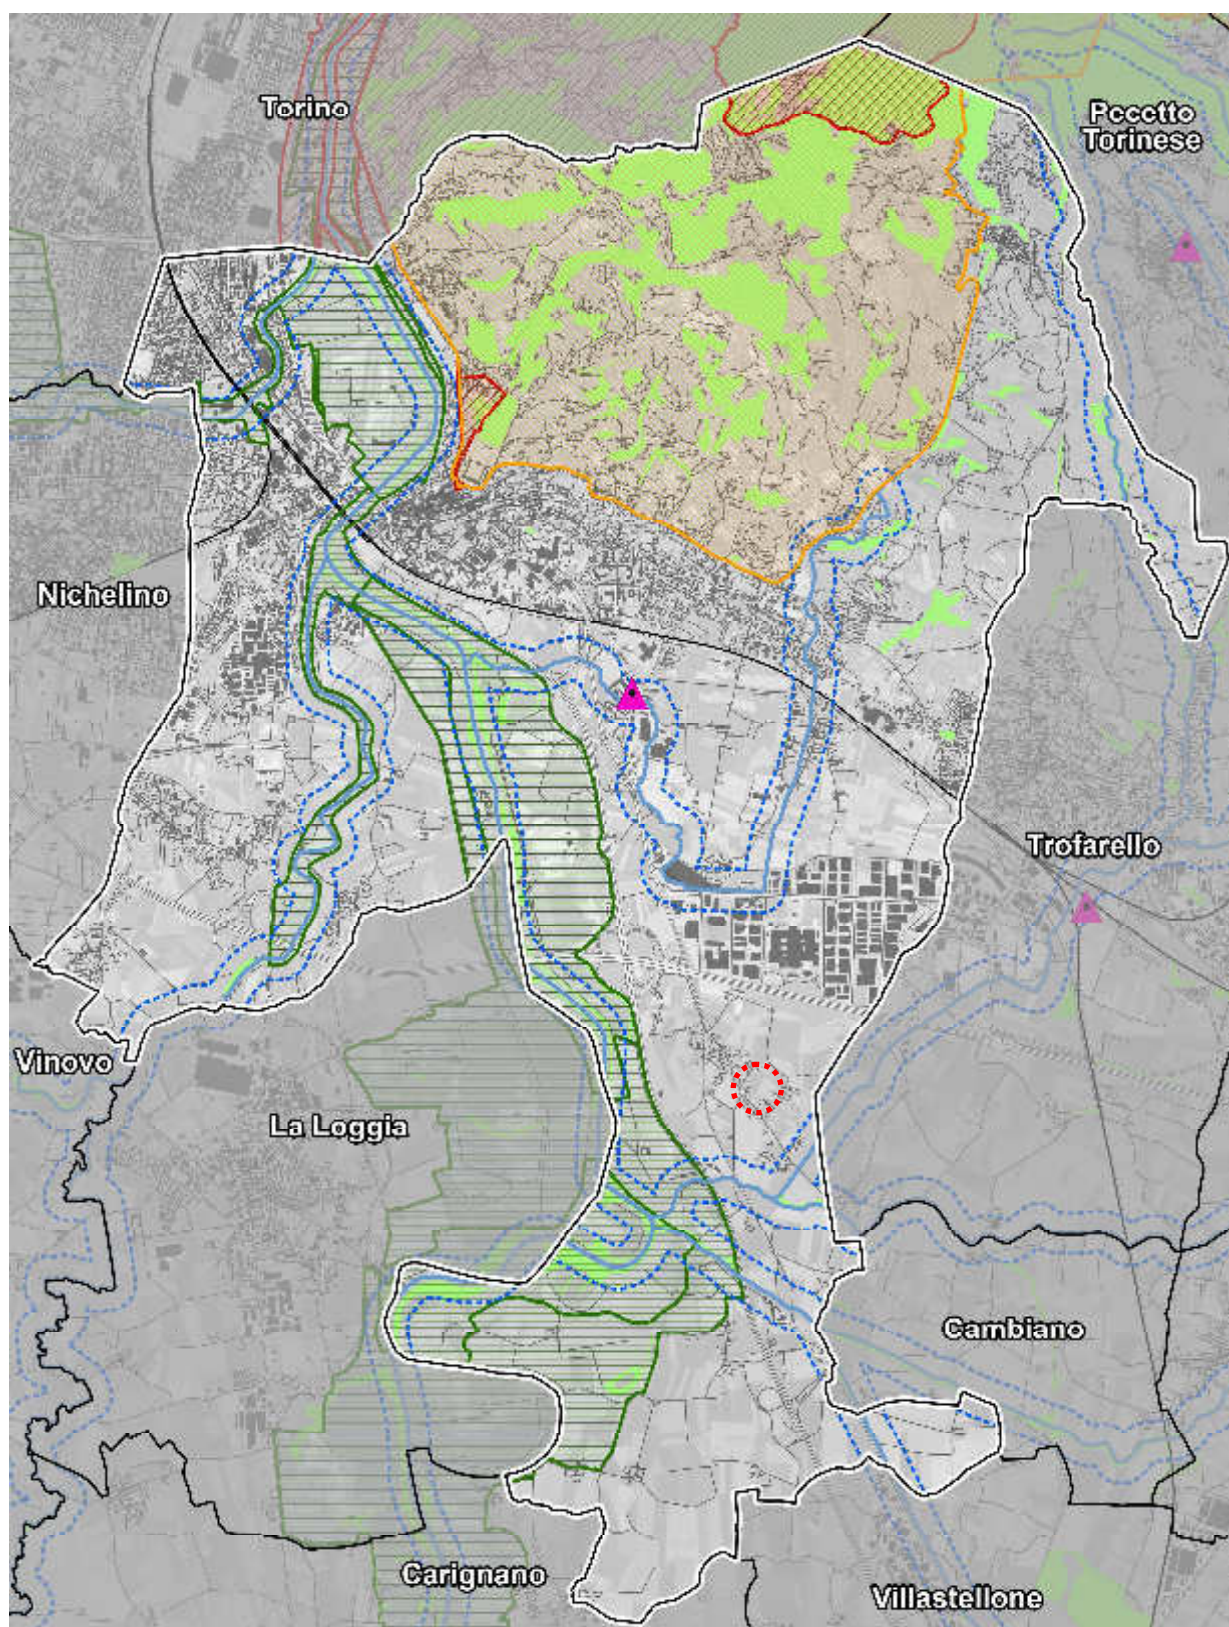 Torino
Pecetto
Torinese
Nichelino
Trofarello
Vinovo
La Loggia
Cambiano
Carignano
Villastellone